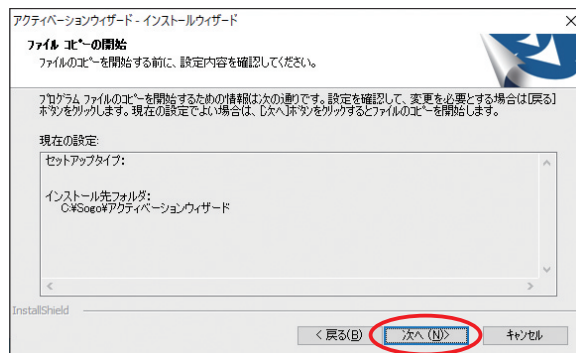 アクティベーションウィザード - インストールウィザード
ファイル コピーの開始
ファイルのコピーを開始する前に、設定内容を確認してください。
プログラム ファイルのコピーを開始するための情報は次の通りです。設定を確認して、変更を必要とする場合は[戻る]
ボタンをクリックします。現在の設定でよい場合は、[次へ]ボタンをクリックするとファイルのコピーを開始します。
現在の設定:
セットアップタイプ:
インストール先フォルダ:
C:¥Sogo¥アクティベーションウィザード
InstallShield
< 戻る(B)
次へ (N)>
キャンセル